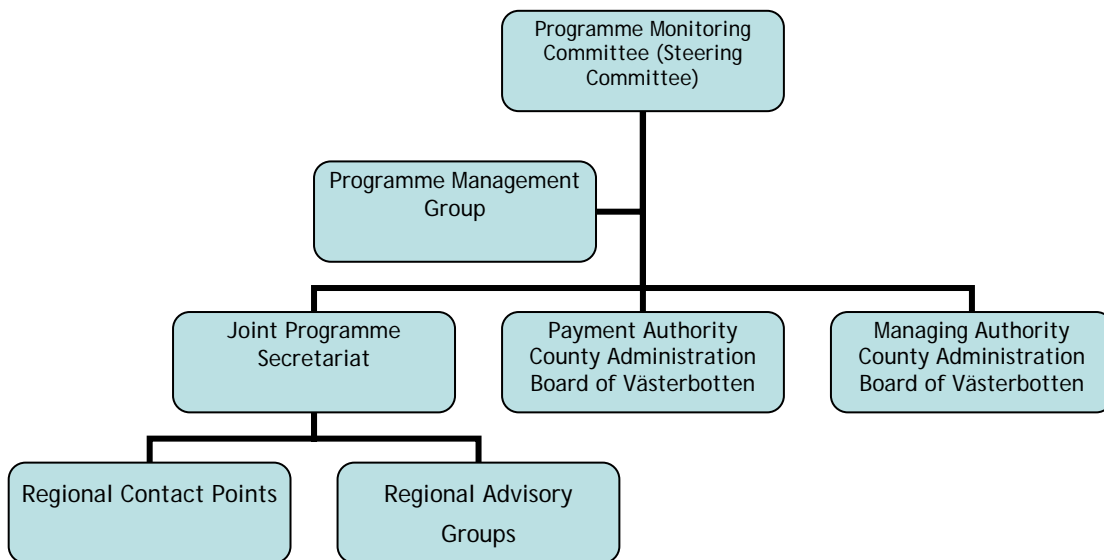 Programme Monitoring
Committee (Steering
Committee)
Programme Management
Group
Joint Programme
Secretariat
Payment Authority
County Administration
Board of Västerbotten
Managing Authority
County Administration
Board of Västerbotten
Regional Contact Points
Regional Advisory
Groups